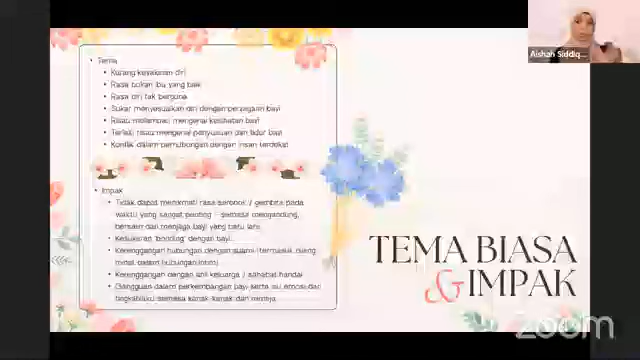 Aishah Siddiq...
• Tema
• Kurang keyakinan diri
• Rasa bukan ibu yang baik
• Rasa diri tak berguna
• Sukar menyesuaikan diri dengan penjagaan bayi
• Risau melampau mengenai kesihatan bayi
• Terlalu risau mengenai penyusuan dan tidur bayi
• Konflik dalam perhubungan dengan insan terdekat
• Impak
• Tidak dapat menikmati rasa seronok / gembira pada
waktu yang sangat penting – semasa mengandung,
bersalin dan menjaga bayi yang baru lahir
• Kesukaran 'bonding' dengan bayi
• Kerenggangan hubungan dengan suami (termasuk
dalam hubungan intim)
• Kerenggangan dengan ahli keluarga / sahabat handai
• Gangguan dalam perkembangan bayi serta isu emosi dan
tingkahlaku semasa kanak-kanak dan remaja
TEMA BIASA
& IMPAK
zoom